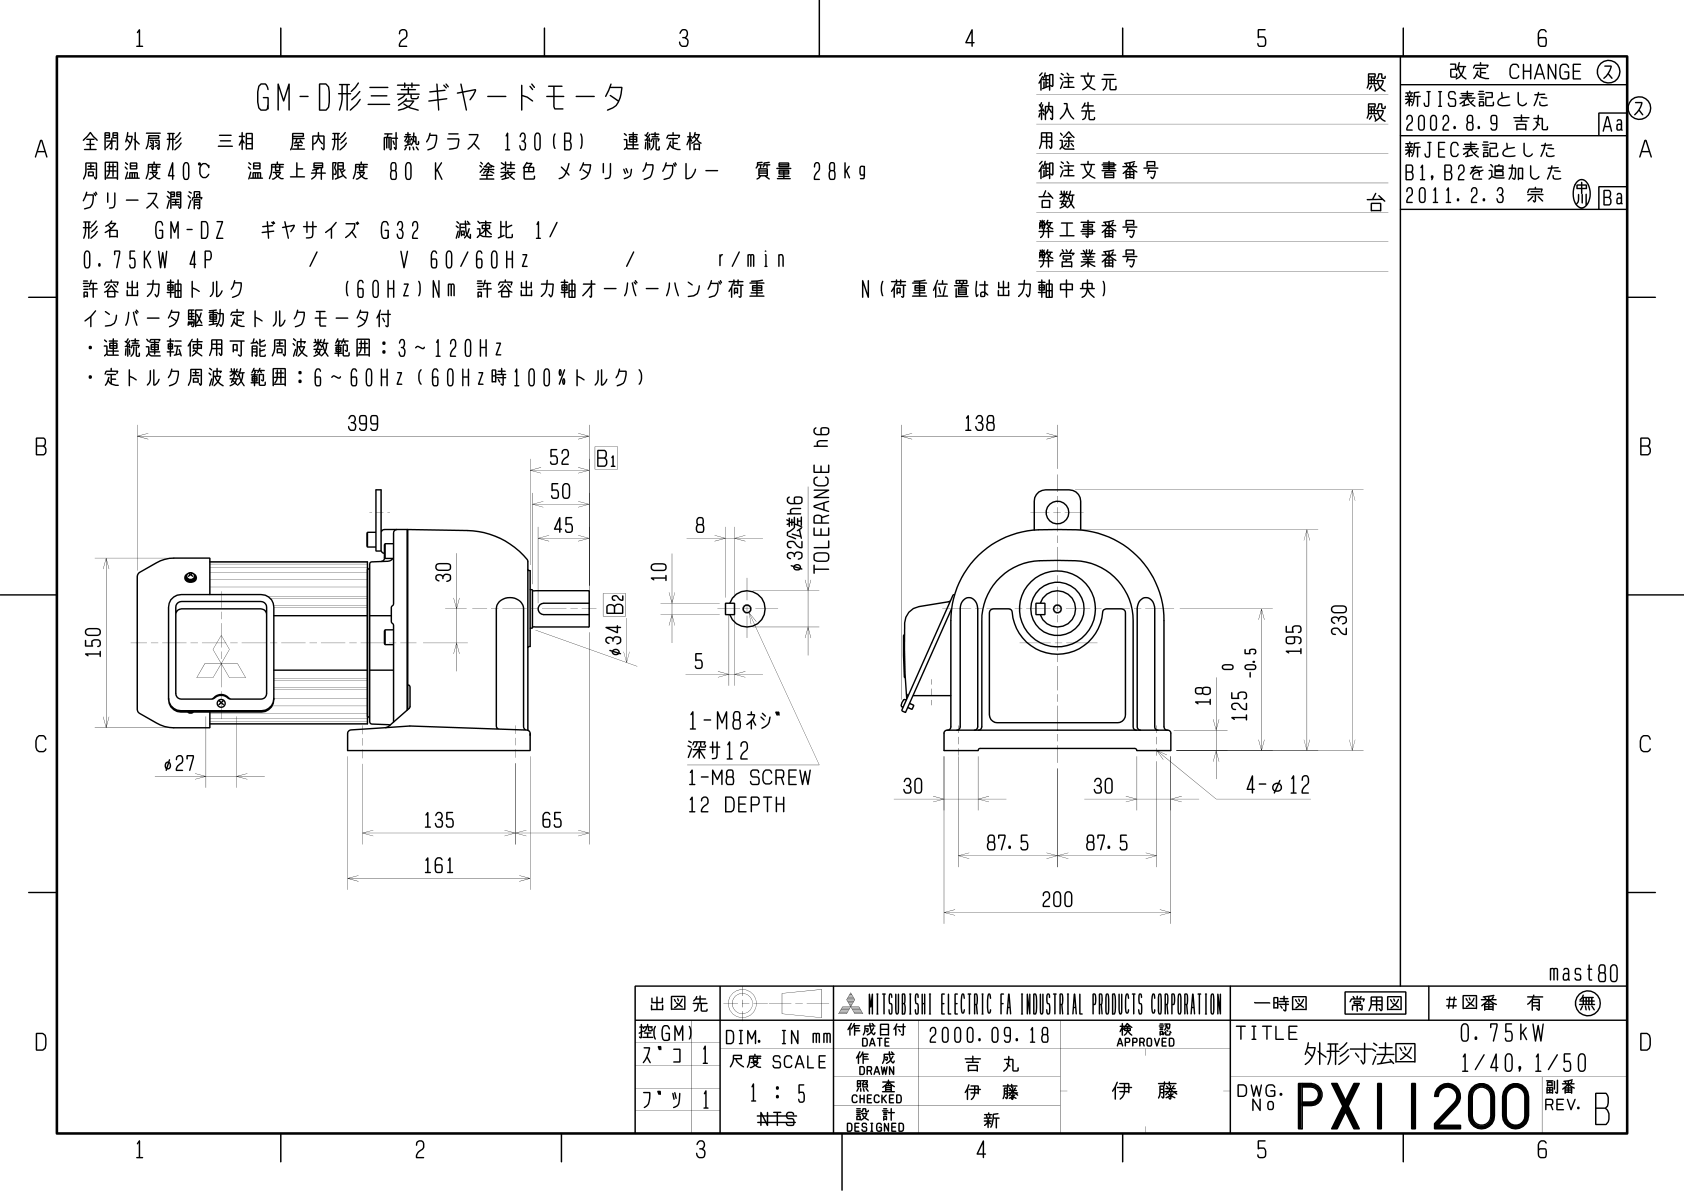 1 2 3 4 5 6
GM-D形三菱ギヤードモータ
全閉外扇形 三相 屋内形 耐熱クラス 130(B) 連続定格
周囲温度40℃ 温度上昇限度 80 K 塗装色 メタリックグレー 質量 28kg
グリース潤滑
形名 GM-DZ ギヤサイズ G32 減速比 1/
0.75KW 4P / V 60/60Hz / r/min
許容出力軸トルク (60Hz)Nm 許容出力軸オーバーハング荷重 N(荷重位置は出力軸中央)
インバータ駆動定トルクモータ付
・連続運転使用可能周波数範囲：3~120Hz
・定トルク周波数範囲：6~60Hz(60Hz時100%トルク)
御注文元 殿
納入先 殿
用途
御注文書番号
台数 台
弊工事番号
弊営業番号
改定 CHANGE ス
新JIS表記とした
2002.8.9 吉丸 Aa
ス
新JEC表記とした
B1,B2を追加した
2011.2.3 宗 Ba
A A
B B
C C
D D
399
52 B1
50
45
30
150
φ34 B2
φ27
135 65
161
8
10
5
φ32公差h6
TOLERANCE h6
1-M8ネジ
深サ12
1-M8 SCREW
12 DEPTH
138
230
195
18
125 0 -0.5
30 30
4-φ12
87.5 87.5
200
mast80
出図先
控(GM)
スﾞコ 1
フﾞツ 1
DIM. IN mm
尺度 SCALE
1 : 5
NTS
MITSUBISHI ELECTRIC FA INDUSTRIAL PRODUCTS CORPORATION
作成日付 DATE 2000.09.18
作成 DRAWN 吉丸
照査 CHECKED 伊藤
設計 DESIGNED 新
検認 APPROVED
伊藤
一時図 常用図 #図番 有 無
TITLE 外形寸法図
0.75kW
1/40,1/50
DWG. No PX11200
副番 REV. B
1 2 3 4 5 6